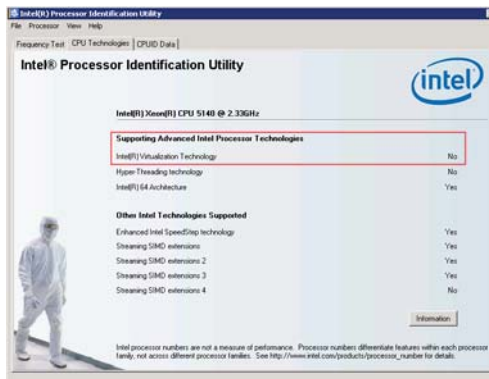 Intel(R) Processor Identification Utility
File Processor View Help
Frequency Test CPU Technologies CPUID Data
Intel® Processor Identification Utility
intel
Intel(R) Xeon(R) CPU 5140 @ 2.33GHz
Supporting Advanced Intel Processor Technologies
Intel(R) Virtualization Technology No
Hyper-Threading technology No
Intel(R) 64 Architecture Yes
Other Intel Technologies Supported
Enhanced Intel SpeedStep technology Yes
Streaming SIMD extensions Yes
Streaming SIMD extensions 2 Yes
Streaming SIMD extensions 3 Yes
Streaming SIMD extensions 4 No
Information
Intel processor numbers are not a measure of performance. Processor numbers differentiate features within each processor
family, not across different processor families. See http://www.intel.com/products/processor_number for details.